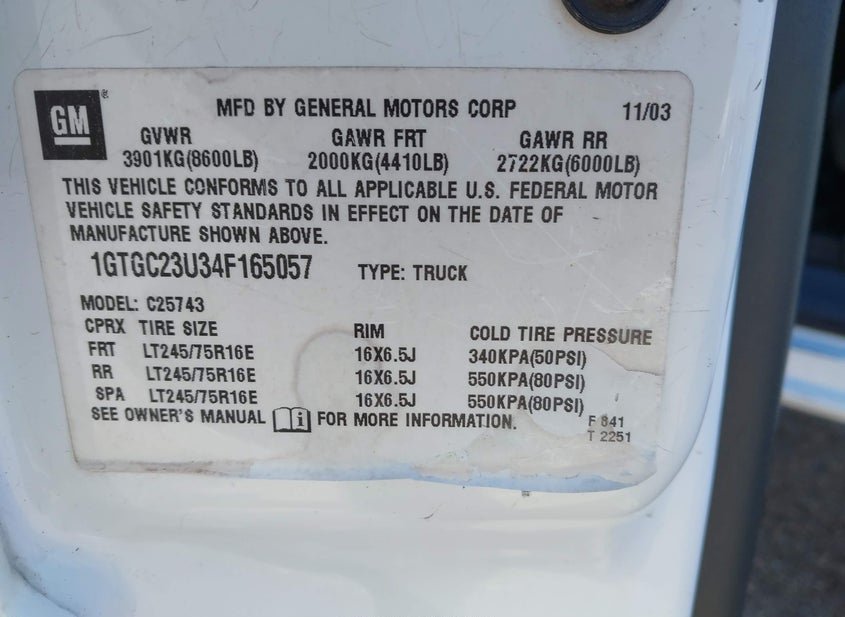 GM®
MFD BY GENERAL MOTORS CORP 11/03
GVWR GAWR FRT GAWR RR
3901KG(8600LB) 2000KG(4410LB) 2722KG(6000LB)
THIS VEHICLE CONFORMS TO ALL APPLICABLE U.S. FEDERAL MOTOR
VEHICLE SAFETY STANDARDS IN EFFECT ON THE DATE OF
MANUFACTURE SHOWN ABOVE.
1GTGC23U34F165057 TYPE: TRUCK
MODEL: C25743
CPRX TIRE SIZE RIM COLD TIRE PRESSURE
FRT LT245/75R16E 16X6.5J 340KPA(50PSI)
RR LT245/75R16E 16X6.5J 550KPA(80PSI)
SPA LT245/75R16E 16X6.5J 550KPA(80PSI)
SEE OWNER'S MANUAL i FOR MORE INFORMATION.
F 841
T 2251